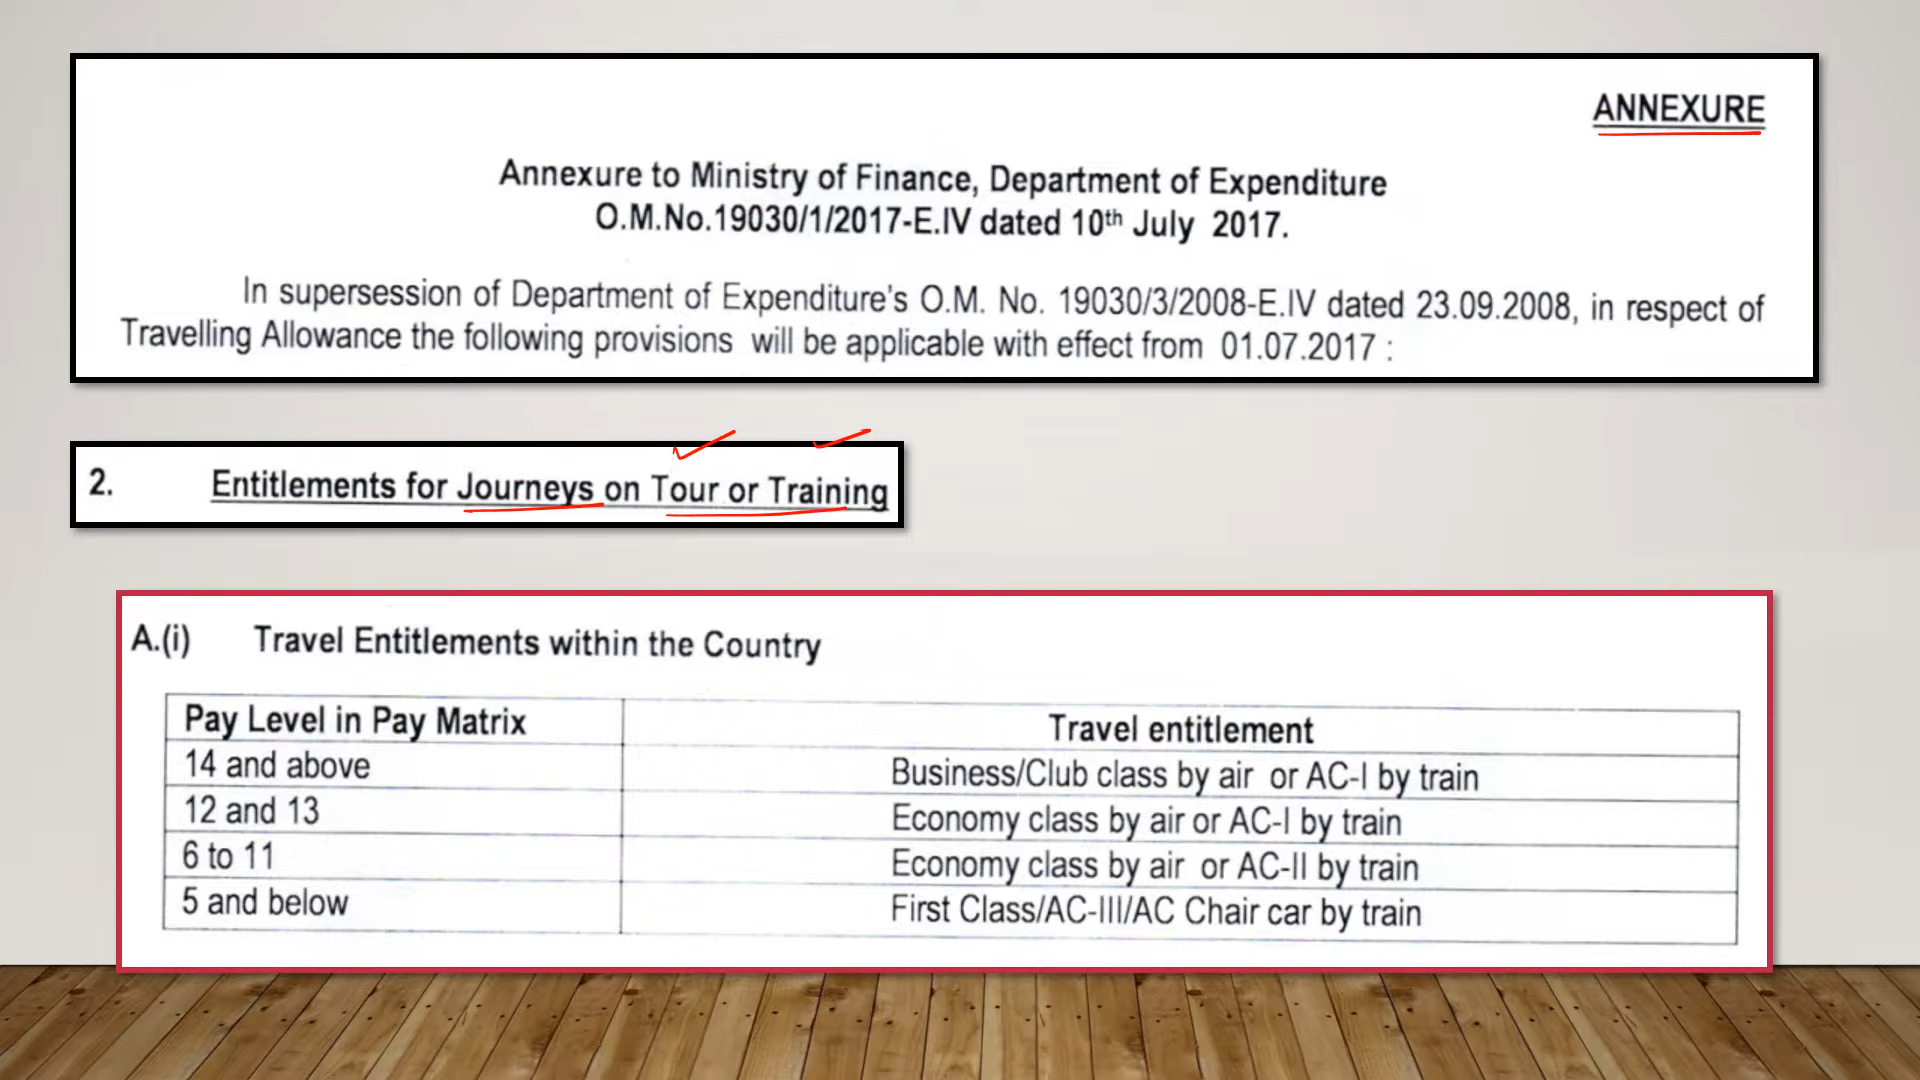 ANNEXURE
Annexure to Ministry of Finance, Department of Expenditure
O.M.No.19030/1/2017-E.IV dated 10th July 2017.
In supersession of Department of Expenditure's O.M. No. 19030/3/2008-E.IV dated 23.09.2008, in respect of
Travelling Allowance the following provisions will be applicable with effect from 01.07.2017 :
2. Entitlements for Journeys on Tour or Training
A.(i) Travel Entitlements within the Country
Pay Level in Pay Matrix Travel entitlement
14 and above Business/Club class by air or AC-I by train
12 and 13 Economy class by air or AC-I by train
6 to 11 Economy class by air or AC-II by train
5 and below First Class/AC-III/AC Chair car by train